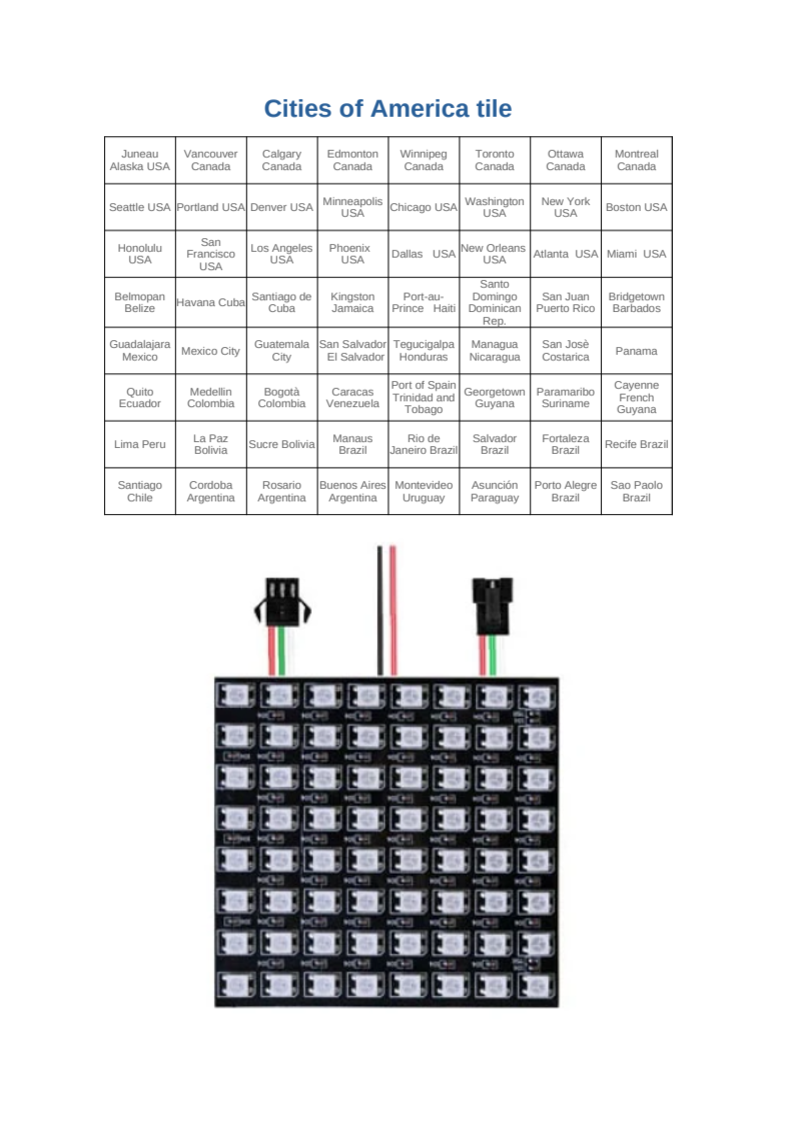 Cities of America tile
Juneau Alaska USA Vancouver Canada Calgary Canada Edmonton Canada Winnipeg Canada Toronto Canada Ottawa Canada Montreal Canada
Seattle USA Portland USA Denver USA Minneapolis USA Chicago USA Washington USA New York USA Boston USA
Honolulu USA San Francisco USA Los Angeles USA Phoenix USA Dallas USA New Orleans USA Atlanta USA Miami USA
Belmopan Belize Havana Cuba Santiago de Cuba Kingston Jamaica Port-au-Prince Haiti Santo Domingo Dominican Rep. San Juan Puerto Rico Bridgetown Barbados
Guadalajara Mexico Mexico City Guatemala City San Salvador El Salvador Tegucigalpa Honduras Managua Nicaragua San Josè Costarica Panama
Quito Ecuador Medellin Colombia Bogotà Colombia Caracas Venezuela Port of Spain Trinidad and Tobago Georgetown Guyana Paramaribo Suriname Cayenne French Guyana
Lima Peru La Paz Bolivia Sucre Bolivia Manaus Brazil Rio de Janeiro Brazil Salvador Brazil Fortaleza Brazil Recife Brazil
Santiago Chile Cordoba Argentina Rosario Argentina Buenos Aires Argentina Montevideo Uruguay Asunción Paraguay Porto Alegre Brazil Sao Paolo Brazil